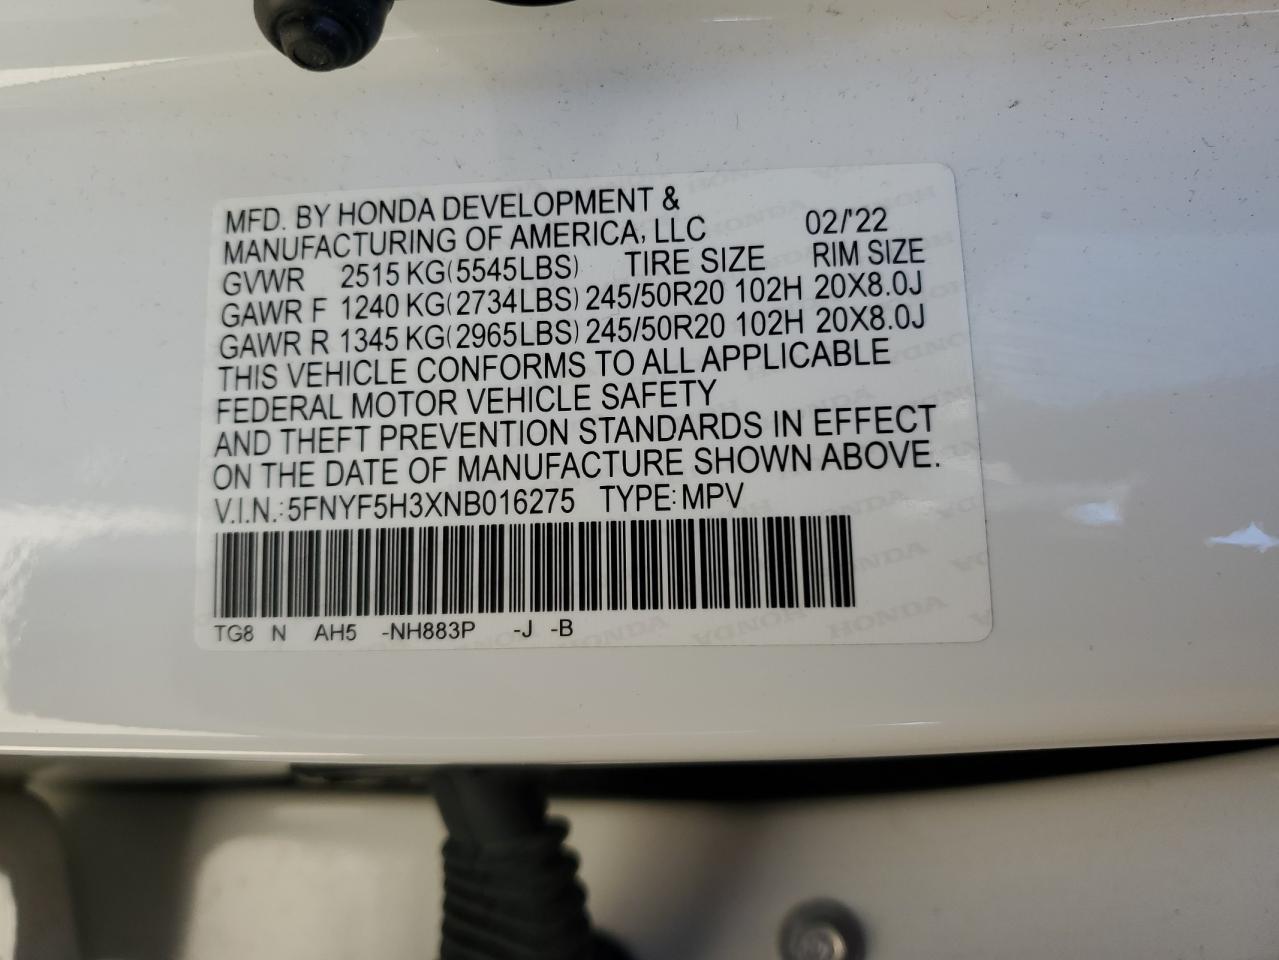 MFD. BY HONDA DEVELOPMENT &
MANUFACTURING OF AMERICA, LLC 02/'22
GVWR 2515 KG(5545LBS) TIRE SIZE RIM SIZE
GAWR F 1240 KG(2734LBS) 245/50R20 102H 20X8.0J
GAWR R 1345 KG(2965LBS) 245/50R20 102H 20X8.0J
THIS VEHICLE CONFORMS TO ALL APPLICABLE
FEDERAL MOTOR VEHICLE SAFETY
AND THEFT PREVENTION STANDARDS IN EFFECT
ON THE DATE OF MANUFACTURE SHOWN ABOVE.
V.I.N.: 5FNYF5H3XNB016275 TYPE: MPV
TG8 N AH5 -NH883P -J -B